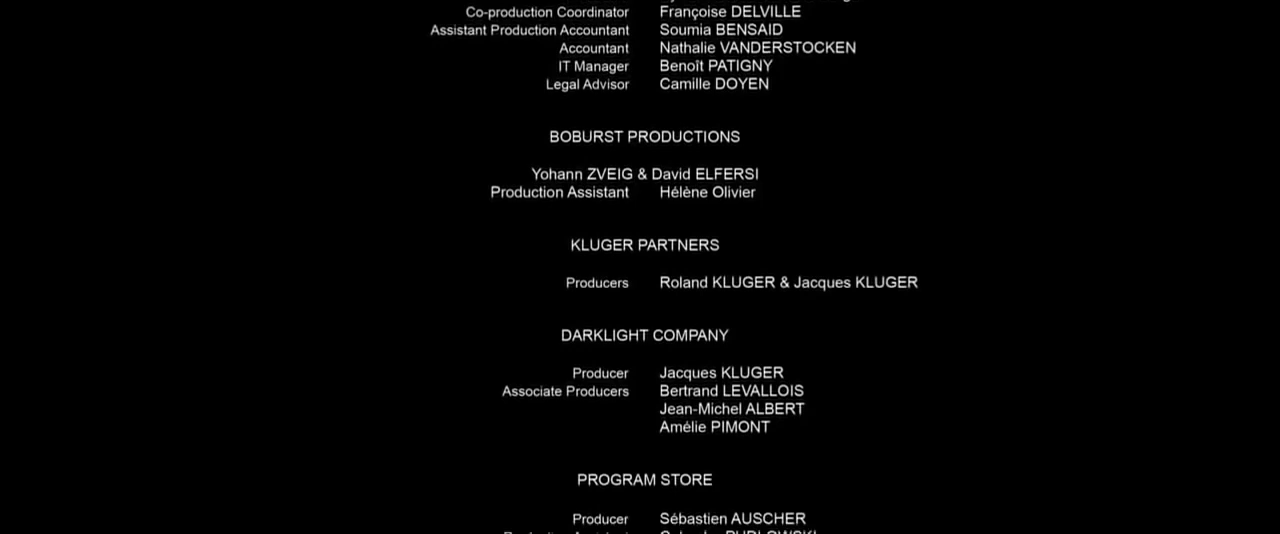 Co-production Coordinator Françoise DELVILLE
Assistant Production Accountant Soumia BENSAID
Accountant Nathalie VANDERSTOCKEN
IT Manager Benoît PATIGNY
Legal Advisor Camille DOYEN
BOBURST PRODUCTIONS
Yohann ZVEIG & David ELFERSI
Production Assistant Hélène Olivier
KLUGER PARTNERS
Producers Roland KLUGER & Jacques KLUGER
DARKLIGHT COMPANY
Producer Jacques KLUGER
Associate Producers Bertrand LEVALLOIS
Jean-Michel ALBERT
Amélie PIMONT
PROGRAM STORE
Producer Sébastien AUSCHER